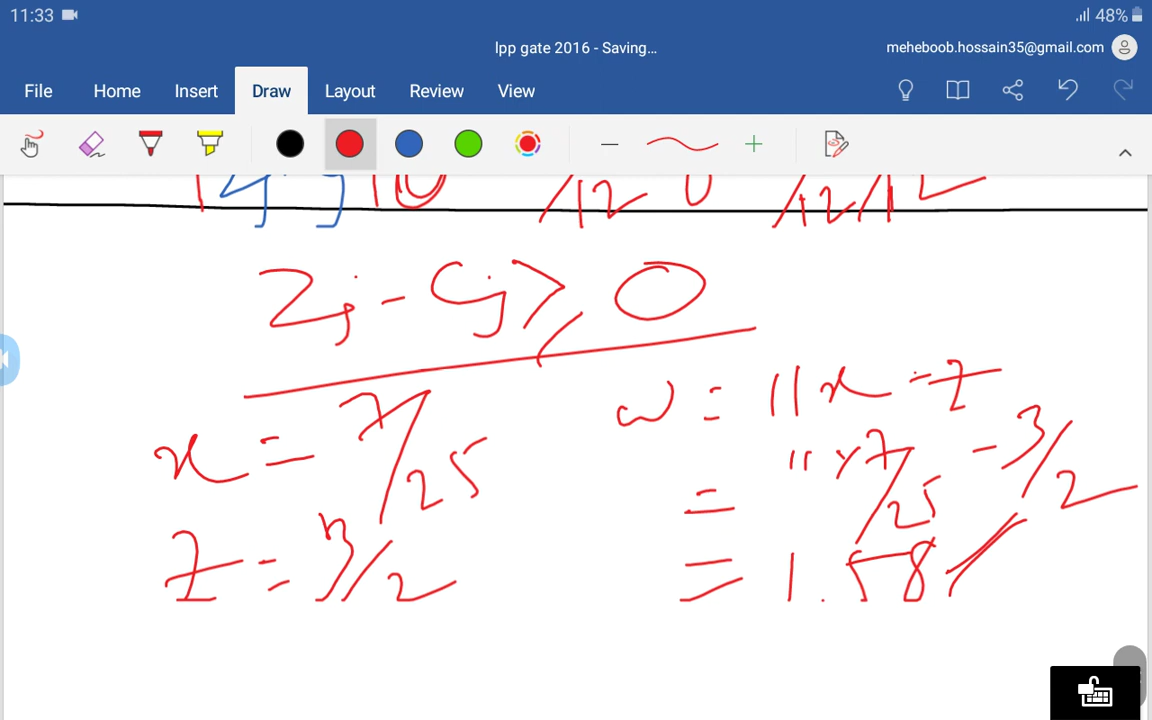 11:33 48%
lpp gate 2016 - Saving... meheboob.hossain35@gmail.com
File Home Insert Draw Layout Review View
Zj - Cj ≥ 0
x = 7/25
z = 3/2
w = 11x - z
= 11 x 7/25 - 3/2
= 1.58